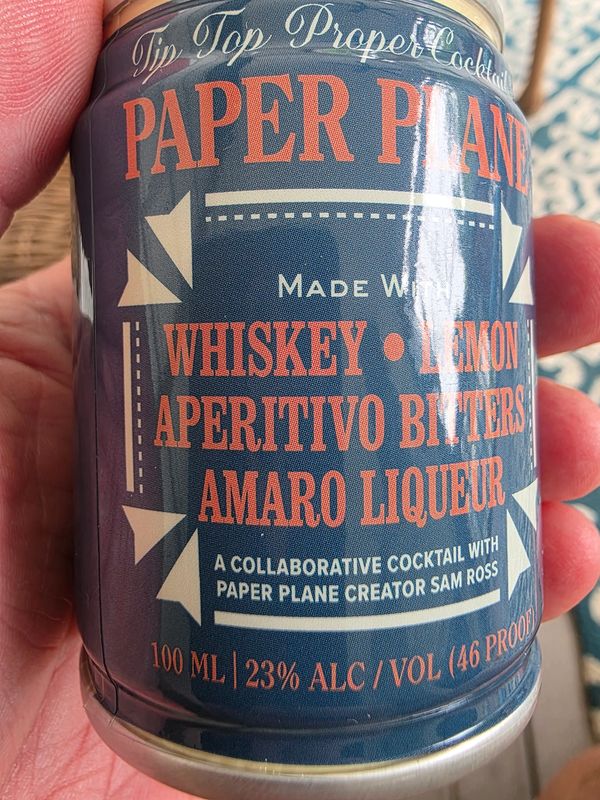 Tip Top Proper Cocktail
PAPER PLANE
MADE WITH
WHISKEY • LEMON
APERITIVO BITTERS
AMARO LIQUEUR
A COLLABORATIVE COCKTAIL WITH
PAPER PLANE CREATOR SAM ROSS
100 ML | 23% ALC / VOL (46 PROOF)